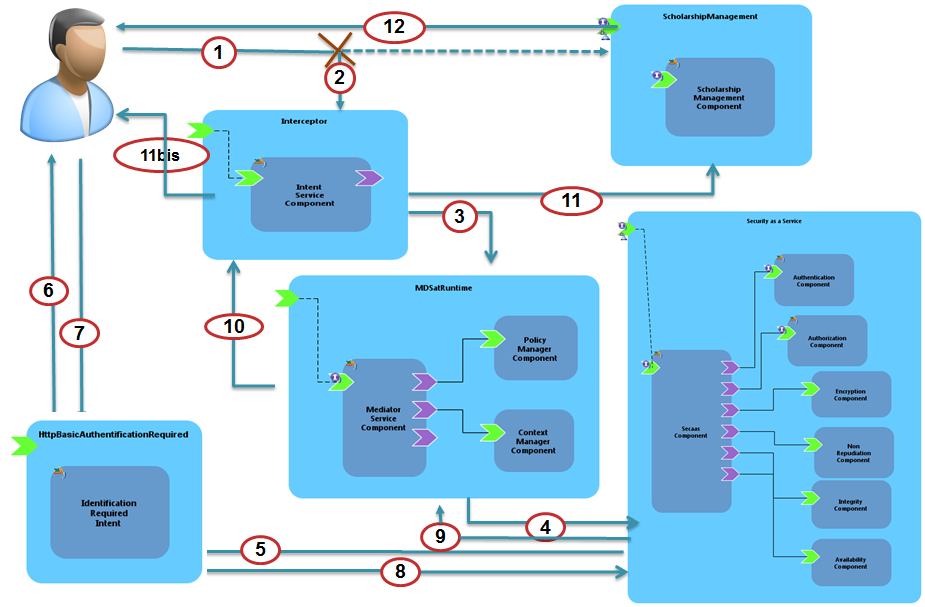 12
ScholarshipManagement
1
2
Scholarship
Management
Component
Interceptor
11bis
Intent
Service
Component
11
3
Security as a Service
Authentication
Component
6
7
10
MDSatRuntime
Policy
Manager
Component
Authorization
Component
Mediator
Service
Component
Context
Manager
Component
Secaas
Component
Encryption
Component
Non
Repudiation
Component
HttpBasicAuthentificationRequired
Identification
Required
Intent
Integrity
Component
9
4
5
8
Availability
Component